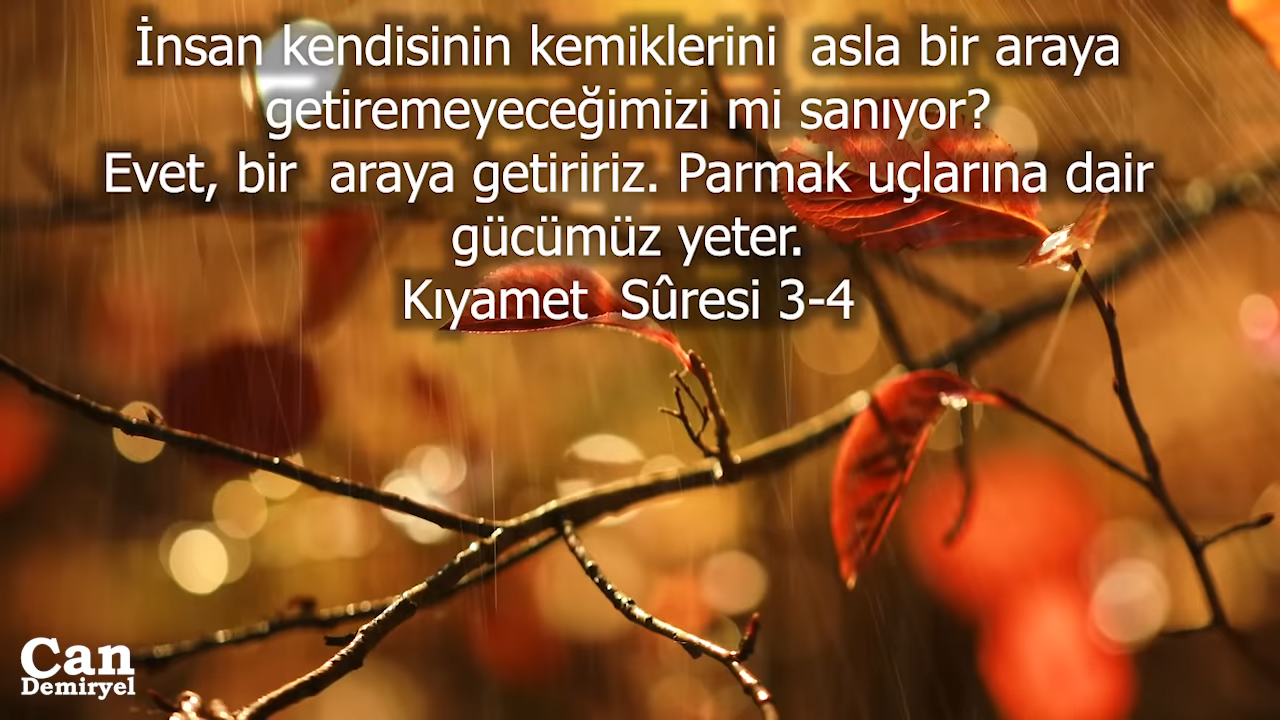 İnsan kendisinin kemiklerini asla bir araya
getiremeyeceğimizi mi sanıyor?
Evet, bir araya getiririz. Parmak uçlarına dair
gücümüz yeter.
Kıyamet Sûresi 3-4
Can
Demiryel